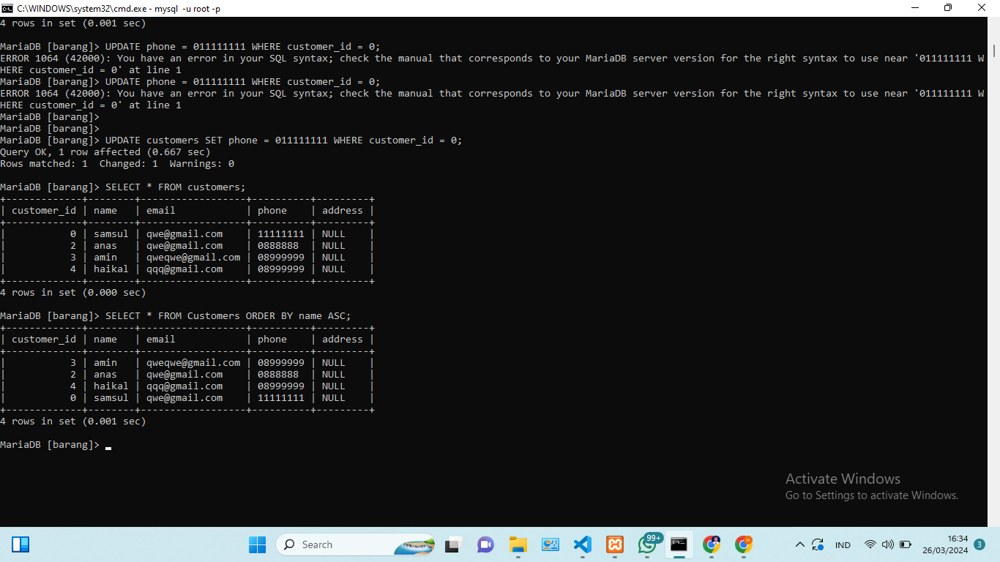 C:\WINDOWS\system32\cmd.exe - mysql -u root -p
4 rows in set (0.001 sec)
MariaDB [barang]> UPDATE phone = 011111111 WHERE customer_id = 0;
ERROR 1064 (42000): You have an error in your SQL syntax; check the manual that corresponds to your MariaDB server version for the right syntax to use near '011111111 W
HERE customer_id = 0' at line 1
MariaDB [barang]> UPDATE phone = 011111111 WHERE customer_id = 0;
ERROR 1064 (42000): You have an error in your SQL syntax; check the manual that corresponds to your MariaDB server version for the right syntax to use near '011111111 W
HERE customer_id = 0' at line 1
MariaDB [barang]>
MariaDB [barang]>
MariaDB [barang]> UPDATE customers SET phone = 011111111 WHERE customer_id = 0;
Query OK, 1 row affected (0.667 sec)
Rows matched: 1  Changed: 1  Warnings: 0
MariaDB [barang]> SELECT * FROM customers;
+-------------+--------+------------------+----------+---------+
| customer_id | name   | email            | phone    | address |
+-------------+--------+------------------+----------+---------+
|           0 | samsul | qwe@gmail.com    | 11111111 | NULL    |
|           2 | anas   | qwe@gmail.com    | 0888888  | NULL    |
|           3 | amin   | qweqwe@gmail.com | 08999999 | NULL    |
|           4 | haikal | qqq@gmail.com    | 08999999 | NULL    |
+-------------+--------+------------------+----------+---------+
4 rows in set (0.000 sec)
MariaDB [barang]> SELECT * FROM Customers ORDER BY name ASC;
+-------------+--------+------------------+----------+---------+
| customer_id | name   | email            | phone    | address |
+-------------+--------+------------------+----------+---------+
|           3 | amin   | qweqwe@gmail.com | 08999999 | NULL    |
|           2 | anas   | qwe@gmail.com    | 0888888  | NULL    |
|           4 | haikal | qqq@gmail.com    | 08999999 | NULL    |
|           0 | samsul | qwe@gmail.com    | 11111111 | NULL    |
+-------------+--------+------------------+----------+---------+
4 rows in set (0.001 sec)
MariaDB [barang]>
Activate Windows
Go to Settings to activate Windows.
Search
99+
IND
16:34
26/03/2024
3